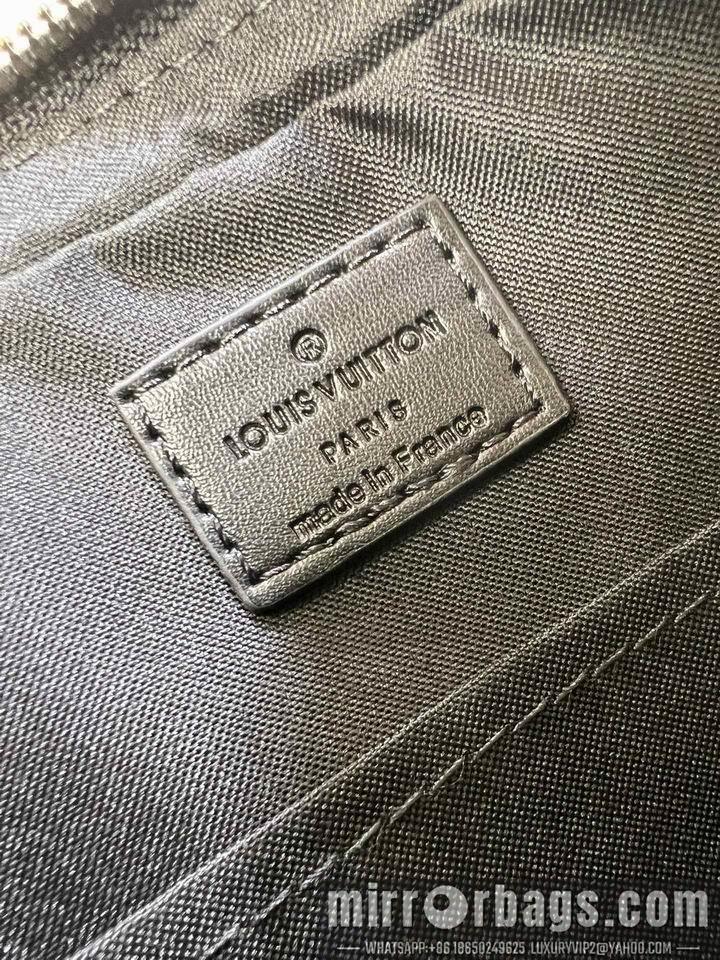 ®
LOUIS VUITTON
PARIS
made in France
mirrorbags.com
WHATSAPP:+86 18650249625 LUXURYVIP2@YAHOO.COM